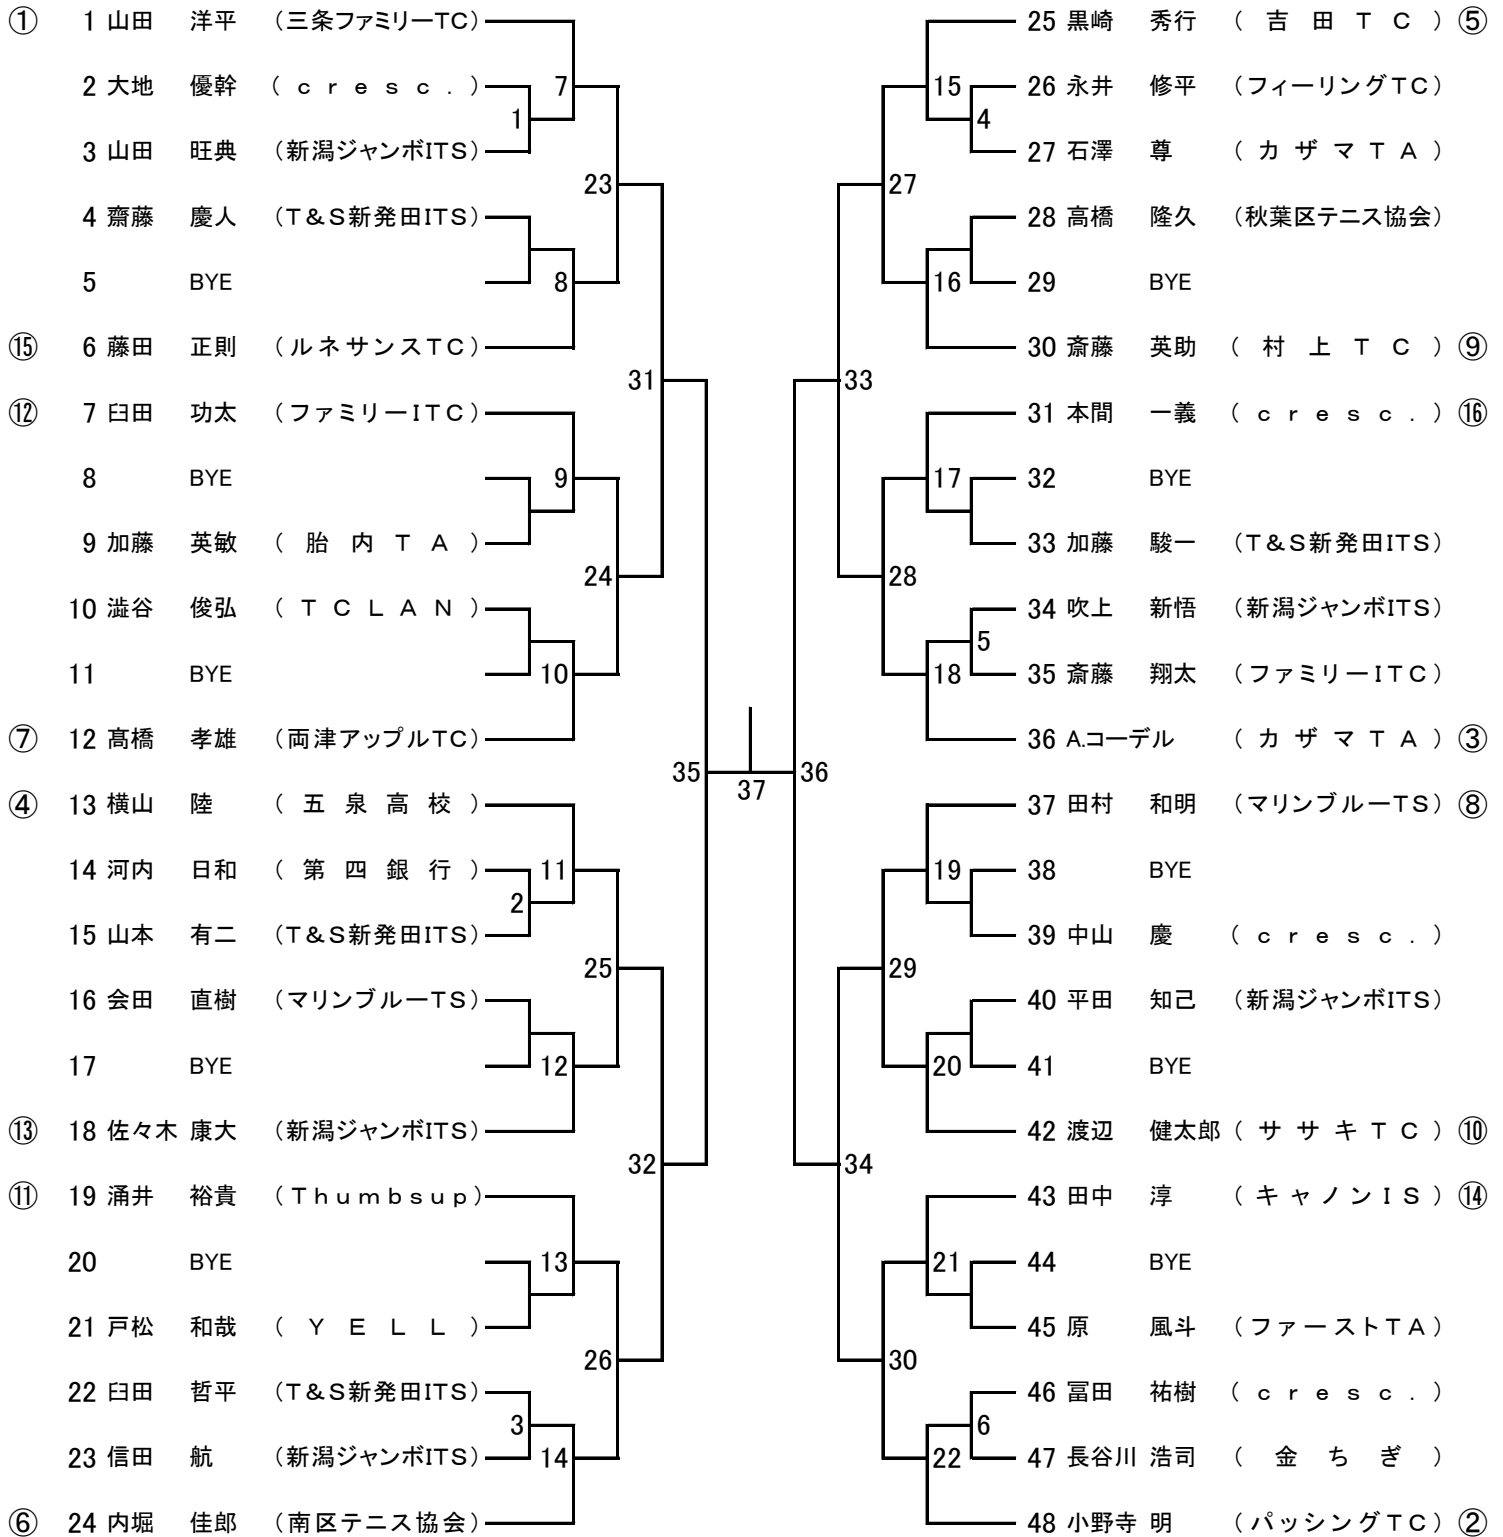 ① 1 山田 洋平 （三条ファミリーTC）
2 大地 優幹 （ｃｒｅｓｃ．） 7
1
3 山田 旺典 （新潟ジャンボITS）
23
4 齋藤 慶人 （T＆S新発田ITS）
5 BYE 8
⑮ 6 藤田 正則 （ルネサンスTC）
31
⑫ 7 臼田 功太 （ファミリーITC）
8 BYE 9
9 加藤 英敏 （胎内TA）
24
10 澁谷 俊弘 （TCLAN）
11 BYE 10
⑦ 12 髙橋 孝雄 （両津アップルTC）
35
④ 13 横山 陸 （五泉高校）
14 河内 日和 （第四銀行） 11
2
15 山本 有二 （T＆S新発田ITS）
25
16 会田 直樹 （マリンブルーTS）
17 BYE 12
⑬ 18 佐々木 康大 （新潟ジャンボITS）
32
⑪ 19 涌井 裕貴 （Ｔｈｕｍｂｓｕｐ）
20 BYE 13
21 戸松 和哉 （YELL）
26
22 臼田 哲平 （T＆S新発田ITS）
3
23 信田 航 （新潟ジャンボITS） 14
⑥ 24 内堀 佳郎 （南区テニス協会）
37
25 黒崎 秀行 （吉田TC） ⑤
15 26 永井 修平 （フィーリングTC）
4
27 石澤 尊 （カザマTA）
27
28 高橋 隆久 （秋葉区テニス協会）
16 29 BYE
30 斎藤 英助 （村上TC） ⑨
33
31 本間 一義 （ｃｒｅｓｃ．） ⑯
17 32 BYE
33 加藤 駿一 （T＆S新発田ITS）
28
34 吹上 新悟 （新潟ジャンボITS）
5
18 35 斎藤 翔太 （ファミリーITC）
36 A.コーデル （カザマTA） ③
36
37 田村 和明 （マリンブルーTS） ⑧
19 38 BYE
39 中山 慶 （ｃｒｅｓｃ．）
29
40 平田 知己 （新潟ジャンボITS）
20 41 BYE
42 渡辺 健太郎 （ササキTC） ⑩
34
43 田中 淳 （キャノンIS） ⑭
21 44 BYE
45 原 風斗 （ファーストTA）
30
46 冨田 祐樹 （ｃｒｅｓｃ．）
6
22 47 長谷川 浩司 （金ちぎ）
48 小野寺 明 （パッシングTC） ②